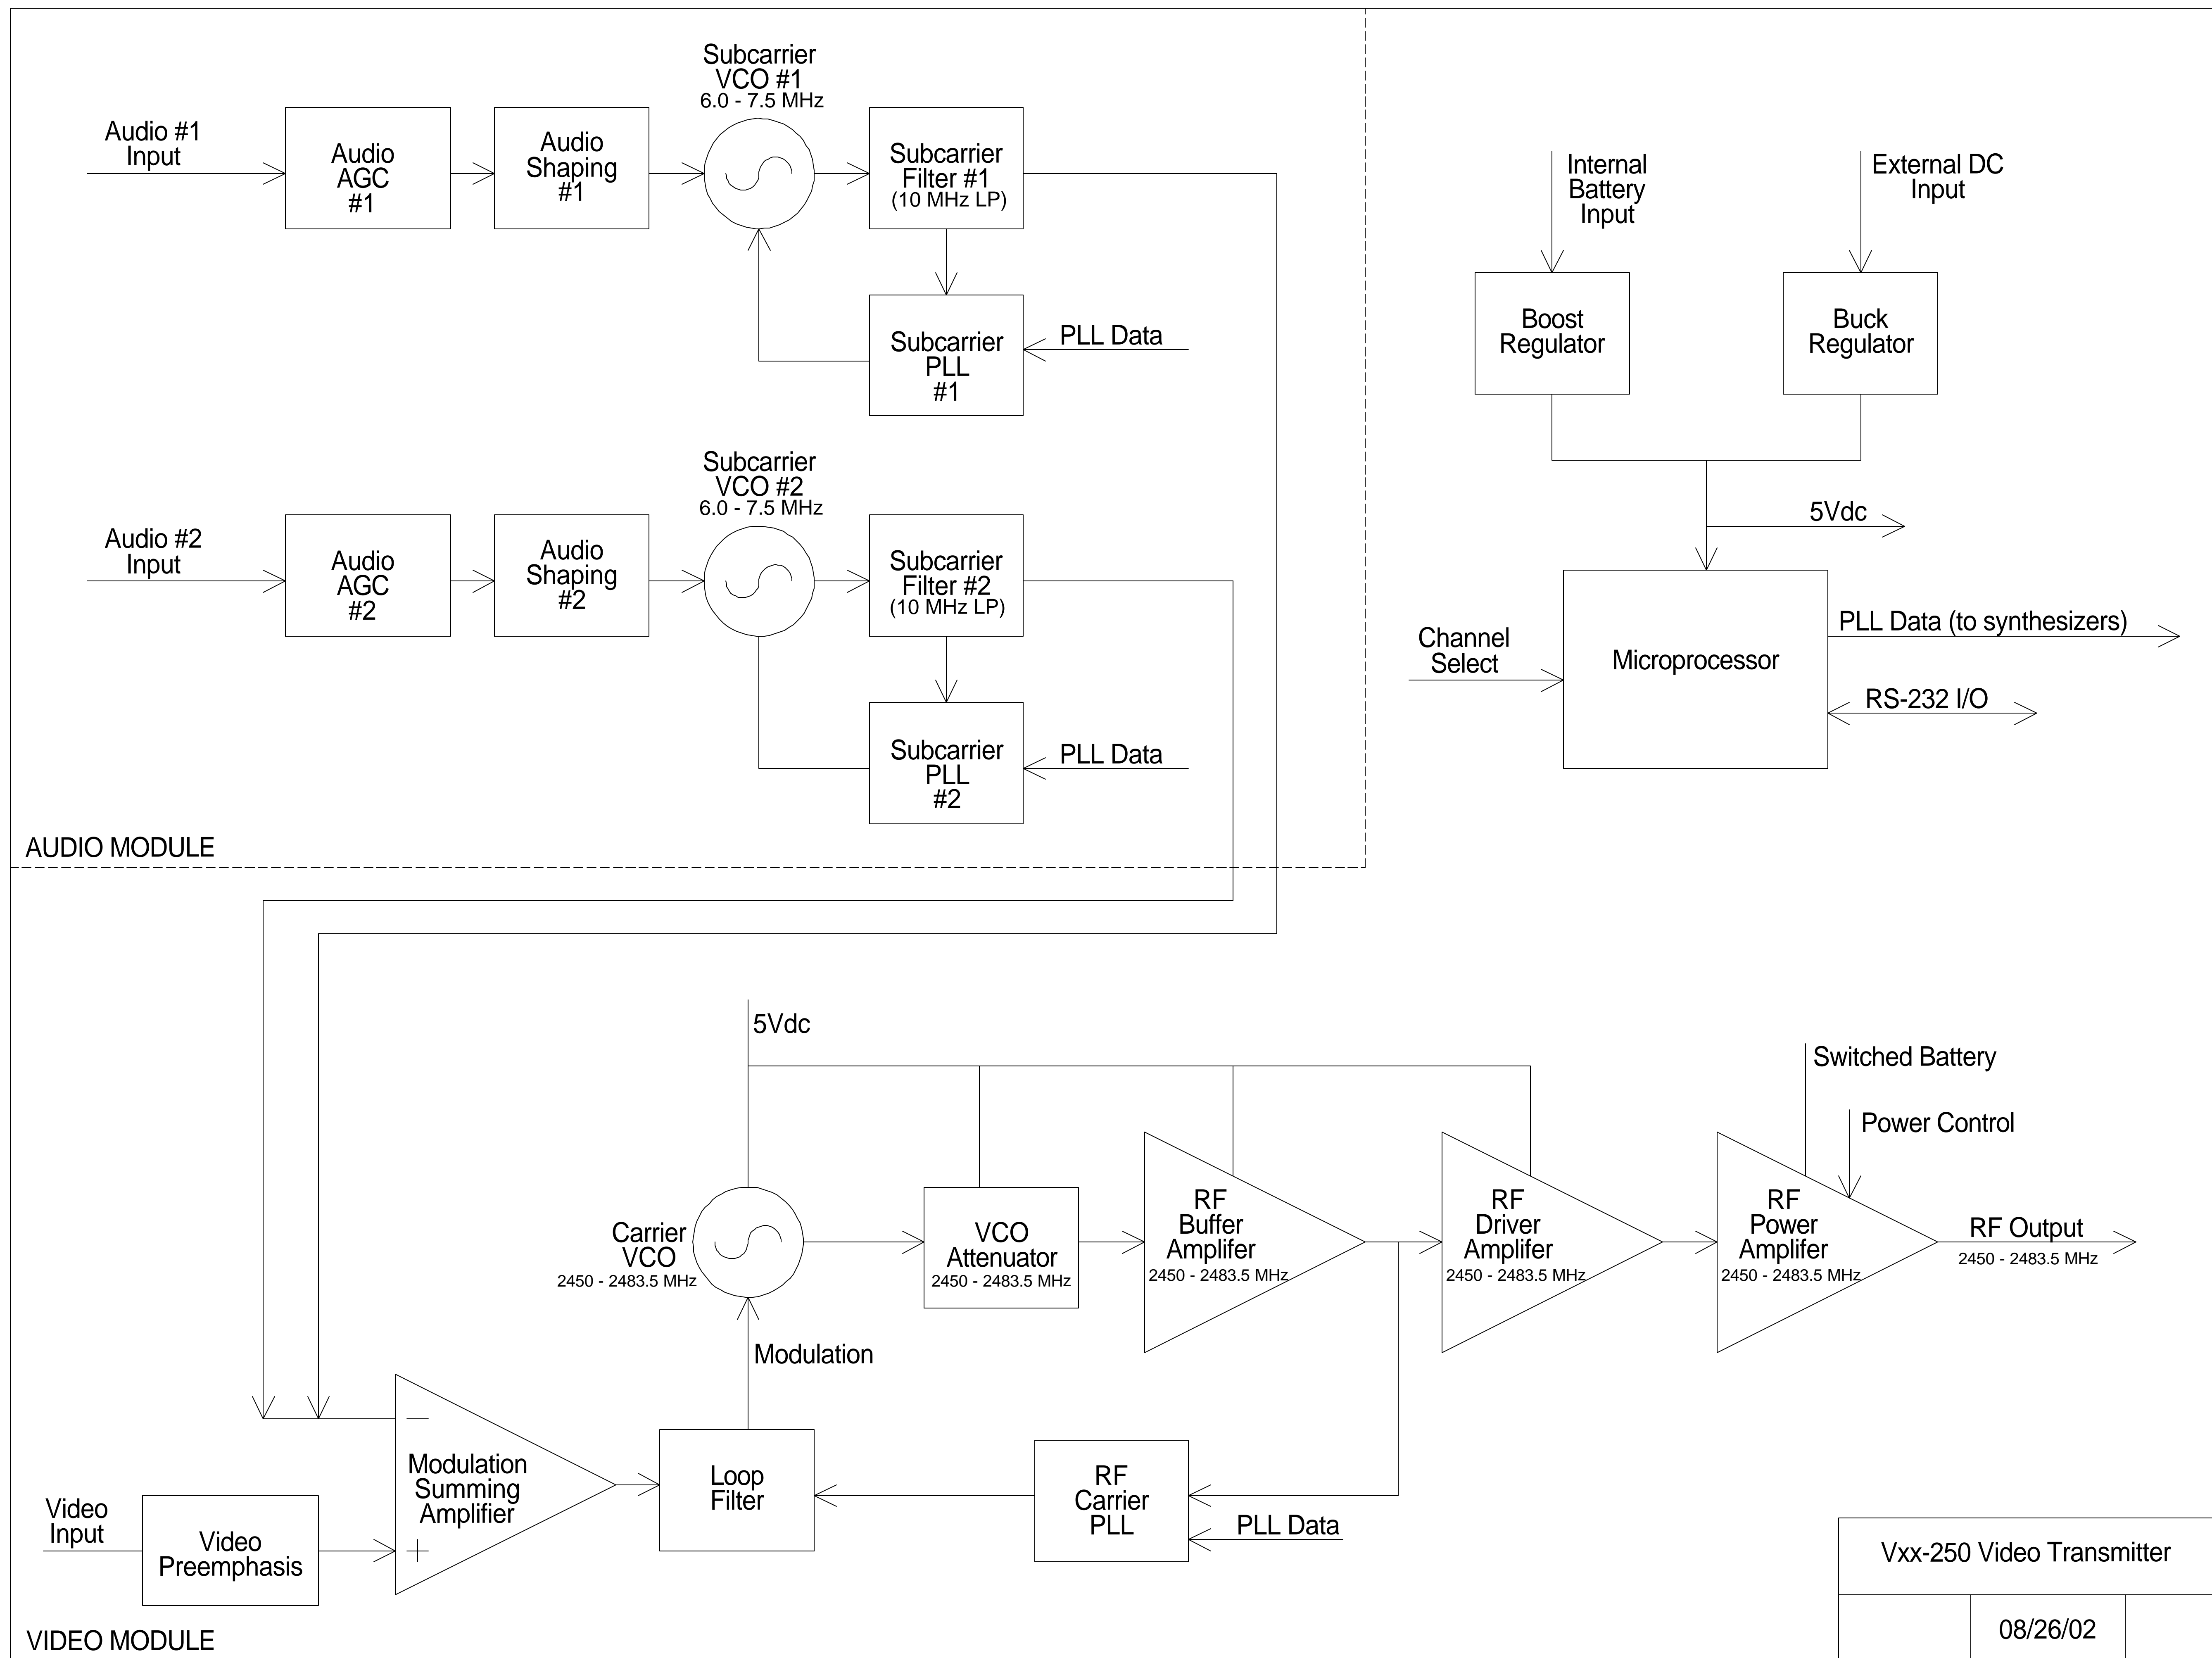 Subcarrier
VCO #1
6.0 - 7.5 MHz
Audio #1
Input
Audio
AGC
#1
Audio
Shaping
#1
Subcarrier
Filter #1
(10 MHz LP)
Subcarrier
PLL
#1
PLL Data
Subcarrier
VCO #2
6.0 - 7.5 MHz
Audio #2
Input
Audio
AGC
#2
Audio
Shaping
#2
Subcarrier
Filter #2
(10 MHz LP)
Subcarrier
PLL
#2
PLL Data
AUDIO MODULE
Internal
Battery
Input
External DC
Input
Boost
Regulator
Buck
Regulator
5Vdc
Channel
Select
Microprocessor
PLL Data (to synthesizers)
RS-232 I/O
5Vdc
Switched Battery
Power Control
Carrier
VCO
2450 - 2483.5 MHz
VCO
Attenuator
2450 - 2483.5 MHz
RF
Buffer
Amplifer
2450 - 2483.5 MHz
RF
Driver
Amplifer
2450 - 2483.5 MHz
RF
Power
Amplifer
2450 - 2483.5 MHz
RF Output
2450 - 2483.5 MHz
Modulation
Modulation
Summing
Amplifier
Loop
Filter
RF
Carrier
PLL
PLL Data
Video
Input
Video
Preemphasis
VIDEO MODULE
Vxx-250 Video Transmitter
08/26/02